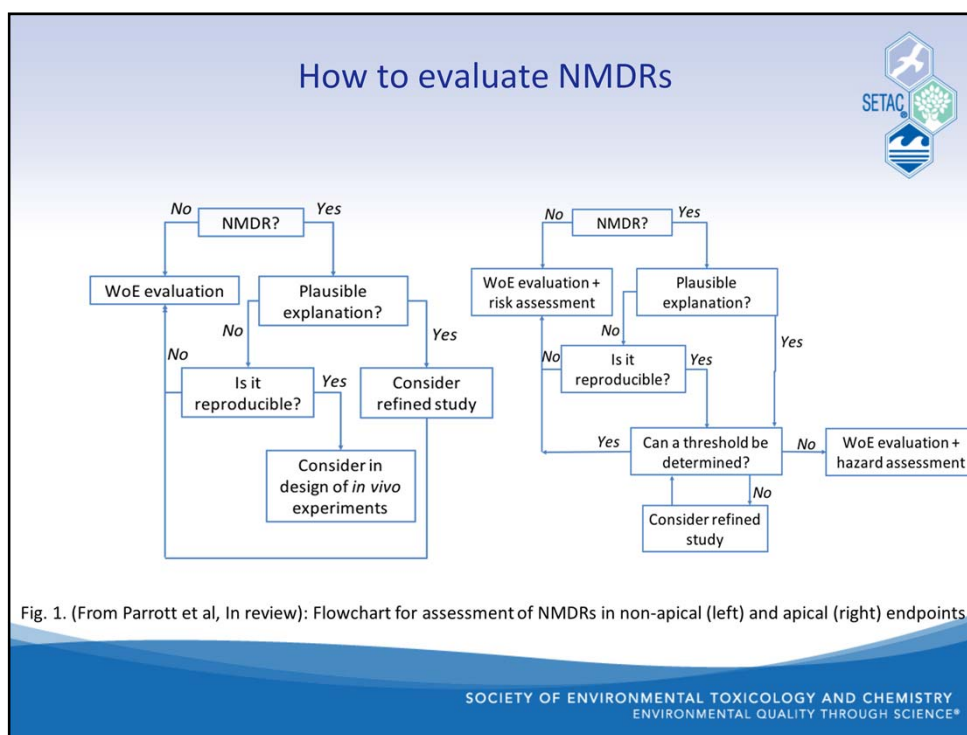 How to evaluate NMDRs
SETAC®
No
Yes
NMDR?
WoE evaluation
Plausible
explanation?
No
No
Yes
Is it
reproducible?
Yes
Consider
refined study
Consider in
design of in vivo
experiments
No
Yes
NMDR?
WoE evaluation +
risk assessment
Plausible
explanation?
No
Yes
No
Is it
reproducible?
Yes
Yes
Can a threshold be
determined?
No
WoE evaluation +
hazard assessment
No
Consider refined
study
Fig. 1. (From Parrott et al, In review): Flowchart for assessment of NMDRs in non-apical (left) and apical (right) endpoints
SOCIETY OF ENVIRONMENTAL TOXICOLOGY AND CHEMISTRY
ENVIRONMENTAL QUALITY THROUGH SCIENCE®